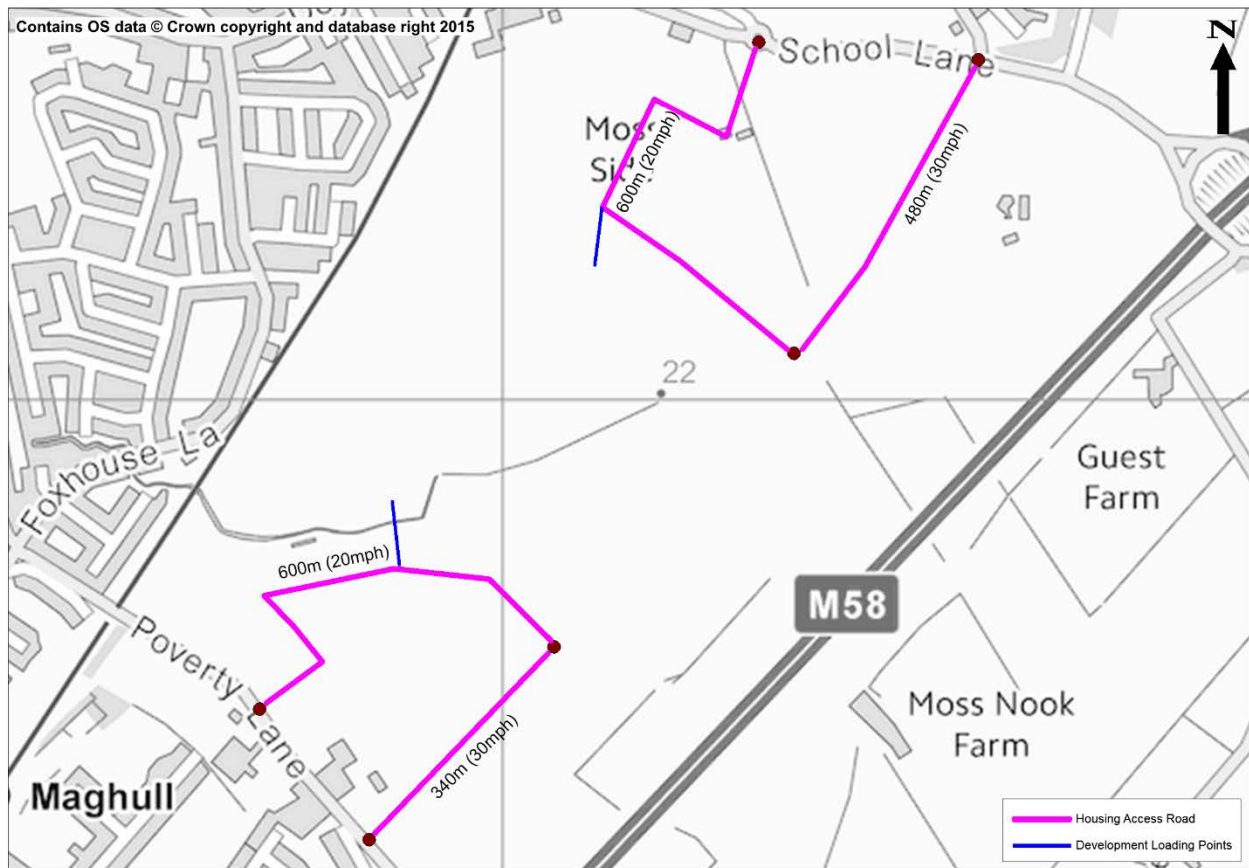 Contains OS data © Crown copyright and database right 2015
School Lane
N
Moss
Side
600m (20mph)
480m (30mph)
22
Foxhouse La
Guest
Farm
600m (20mph)
M58
Poverty Lane
Moss Nook
Farm
340m (30mph)
Maghull
Housing Access Road
Development Loading Points